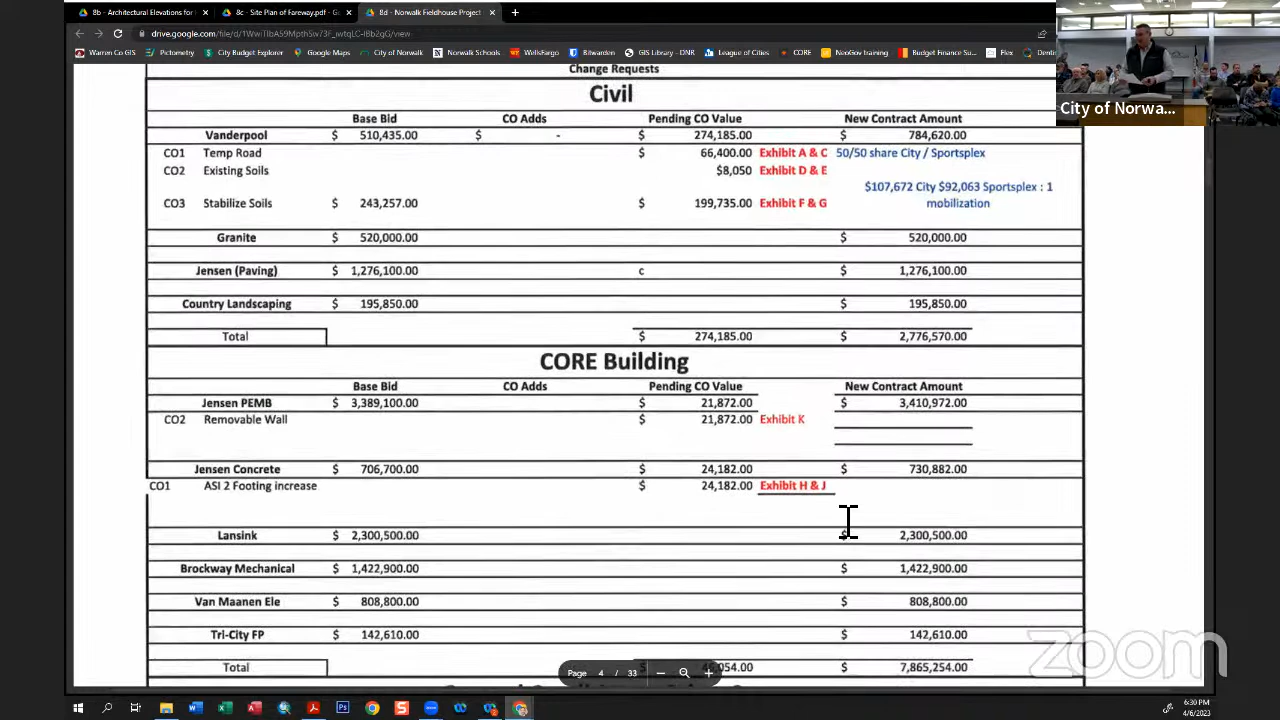 8b - Architectural Elevations for
8c - Site Plan of Fareway.pdf - G
8d - Norwalk Fieldhouse Project
drive.google.com/file/d/
Warren Co GIS Pictometry City Budget Explorer Google Maps City of Norwalk Norwalk Schools WellsFargo Bitwarden GIS Library - DNR League of Cities CORE NeoGov training Budget Finance Su... Flex
City of Norwa...
Change Requests
Civil
Base Bid CO Adds Pending CO Value New Contract Amount
Vanderpool $ 510,435.00 $ - $ 274,185.00 $ 784,620.00
CO1 Temp Road $ 66,400.00 Exhibit A & C 50/50 share City / Sportsplex
CO2 Existing Soils $8,050 Exhibit D & E
$107,672 City $92,063 Sportsplex : 1
CO3 Stabilize Soils $ 243,257.00 $ 199,735.00 Exhibit F & G mobilization
Granite $ 520,000.00 $ 520,000.00
Jensen (Paving) $ 1,276,100.00 c $ 1,276,100.00
Country Landscaping $ 195,850.00 $ 195,850.00
Total $ 274,185.00 $ 2,776,570.00
CORE Building
Base Bid CO Adds Pending CO Value New Contract Amount
Jensen PEMB $ 3,389,100.00 $ 21,872.00 $ 3,410,972.00
CO2 Removable Wall $ 21,872.00 Exhibit K
Jensen Concrete $ 706,700.00 $ 24,182.00 $ 730,882.00
CO1 ASI 2 Footing increase $ 24,182.00 Exhibit H & J
Lansink $ 2,300,500.00 $ 2,300,500.00
Brockway Mechanical $ 1,422,900.00 $ 1,422,900.00
Van Maanen Ele $ 808,800.00 $ 808,800.00
Tri-City FP $ 142,610.00 $ 142,610.00
Total $ 7,865,254.00
Page 4 / 33
zoom
6:30 PM
4/6/2023